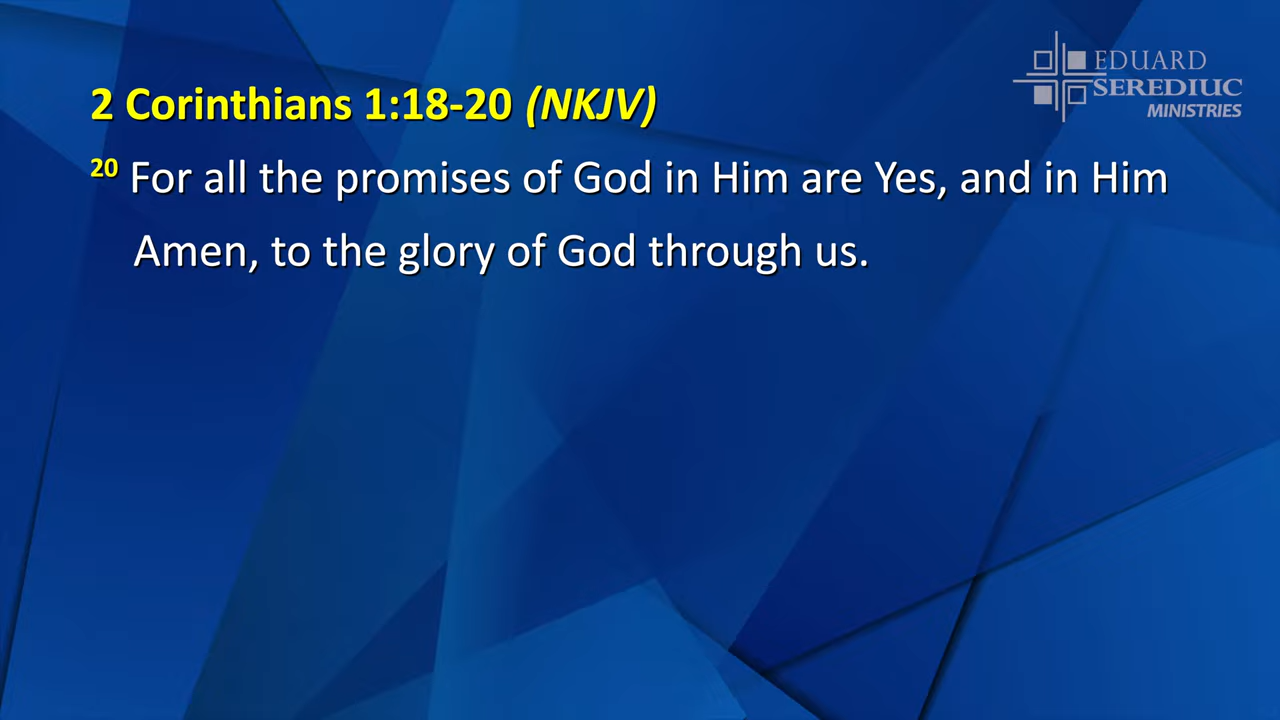 EDUARD
SEREDIUC
MINISTRIES
2 Corinthians 1:18-20 (NKJV)
20 For all the promises of God in Him are Yes, and in Him
Amen, to the glory of God through us.